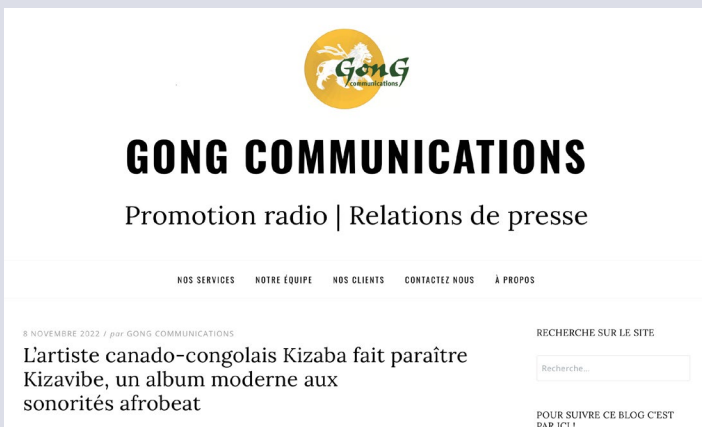 GonG
communications
GONG COMMUNICATIONS
Promotion radio | Relations de presse
NOS SERVICES NOTRE ÉQUIPE NOS CLIENTS CONTACTEZ NOUS À PROPOS
8 NOVEMBRE 2022 / par GONG COMMUNICATIONS
L'artiste canado-congolais Kizaba fait paraître
Kizavibe, un album moderne aux
sonorités afrobeat
RECHERCHE SUR LE SITE
Recherche...
POUR SUIVRE CE BLOG C'EST
PAR ICI !